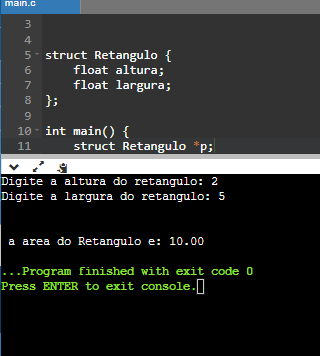 main.c
3
4
5 struct Retangulo {
6 float altura;
7 float largura;
8 };
9
10 int main() {
11 struct Retangulo *p;
Digite a altura do retangulo: 2
Digite a largura do retangulo: 5
a area do Retangulo e: 10.00
...Program finished with exit code 0
Press ENTER to exit console.